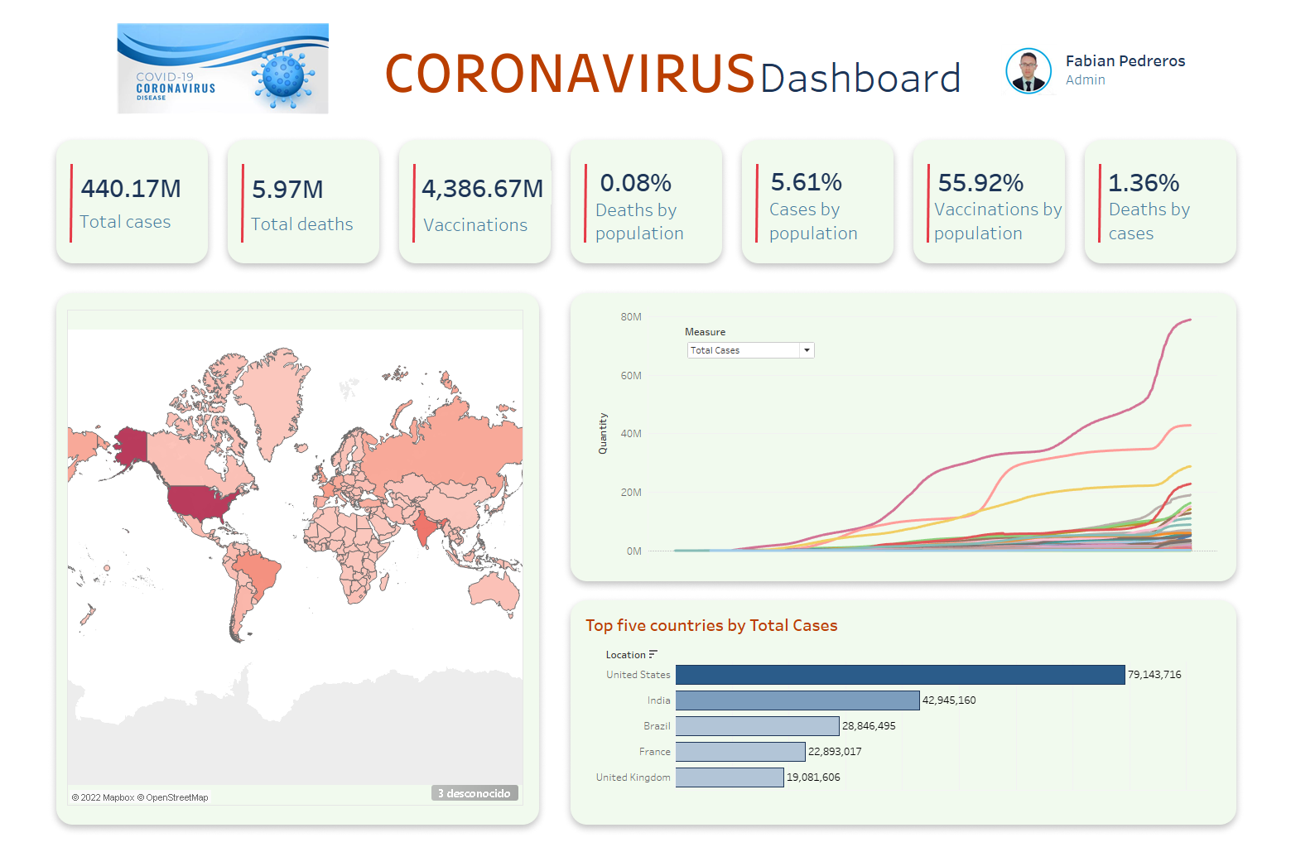 COVID-19
CORONAVIRUS
DISEASE
CORONAVIRUS Dashboard
Fabian Pedreros
Admin
440.17M
Total cases
5.97M
Total deaths
4,386.67M
Vaccinations
0.08%
Deaths by
population
5.61%
Cases by
population
55.92%
Vaccinations by
population
1.36%
Deaths by
cases
© 2022 Mapbox © OpenStreetMap
3 desconocido
Measure
Total Cases
Quantity
80M
60M
40M
20M
0M
Top five countries by Total Cases
Location
United States 79,143,716
India 42,945,160
Brazil 28,846,495
France 22,893,017
United Kingdom 19,081,606